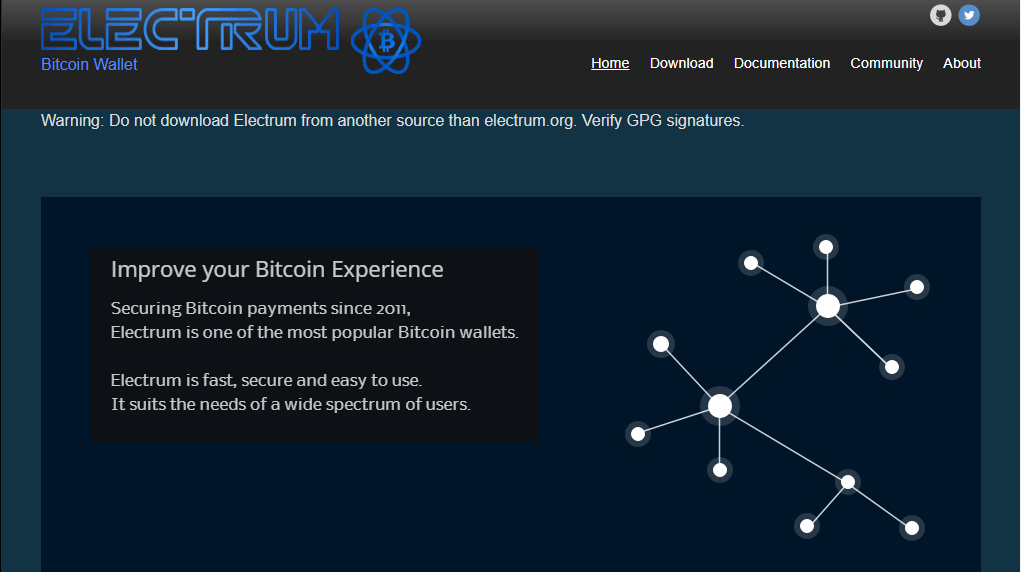 ELECTRUM
Bitcoin Wallet
Home Download Documentation Community About
Warning: Do not download Electrum from another source than electrum.org. Verify GPG signatures.
Improve your Bitcoin Experience
Securing Bitcoin payments since 2011,
Electrum is one of the most popular Bitcoin wallets.
Electrum is fast, secure and easy to use.
It suits the needs of a wide spectrum of users.